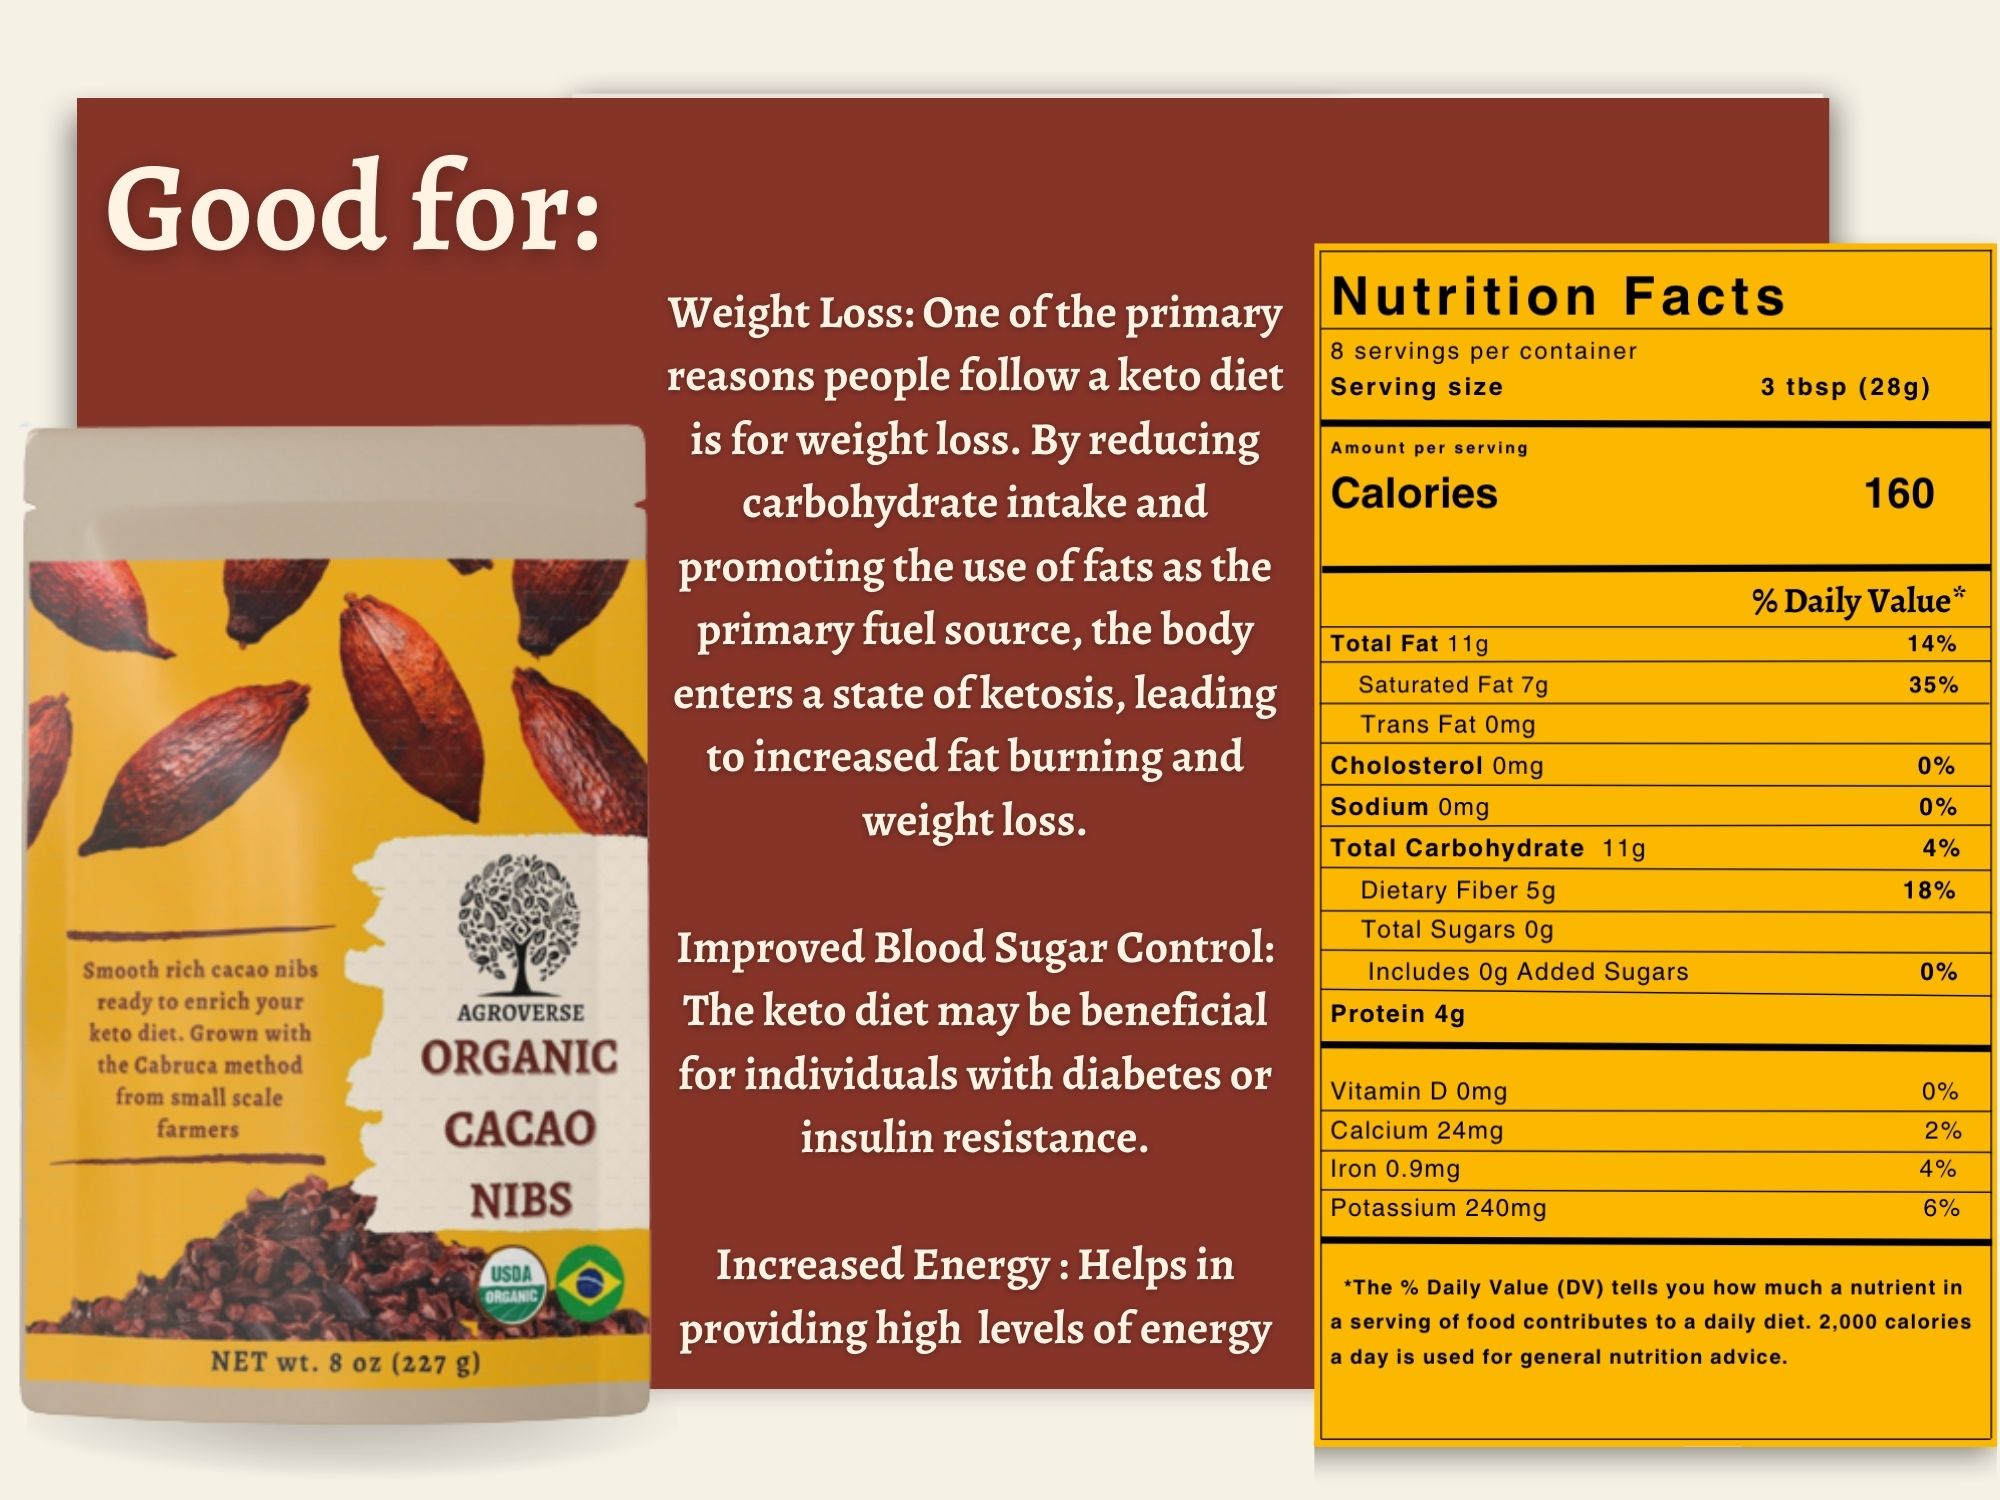 Good for:
Weight Loss: One of the primary
reasons people follow a keto diet
is for weight loss. By reducing
carbohydrate intake and
promoting the use of fats as the
primary fuel source, the body
enters a state of ketosis, leading
to increased fat burning and
weight loss.
Improved Blood Sugar Control:
The keto diet may be beneficial
for individuals with diabetes or
insulin resistance.
Increased Energy : Helps in
providing high levels of energy
Smooth rich cacao nibs
ready to enrich your
keto diet. Grown with
the Cabruca method
from small scale
farmers
AGROVERSE
ORGANIC
CACAO
NIBS
USDA
ORGANIC
NET wt. 8 oz (227 g)
Nutrition Facts
8 servings per container
Serving size 3 tbsp (28g)
Amount per serving
Calories 160
% Daily Value*
Total Fat 11g 14%
Saturated Fat 7g 35%
Trans Fat 0mg
Cholosterol 0mg 0%
Sodium 0mg 0%
Total Carbohydrate 11g 4%
Dietary Fiber 5g 18%
Total Sugars 0g
Includes 0g Added Sugars 0%
Protein 4g
Vitamin D 0mg 0%
Calcium 24mg 2%
Iron 0.9mg 4%
Potassium 240mg 6%
*The % Daily Value (DV) tells you how much a nutrient in
a serving of food contributes to a daily diet. 2,000 calories
a day is used for general nutrition advice.